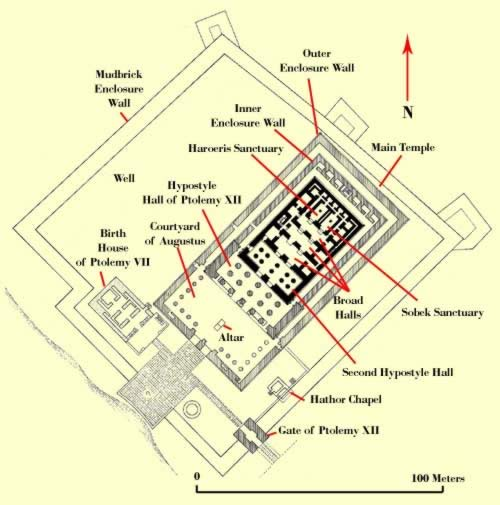 Outer
Enclosure Wall
Mudbrick
Enclosure
Wall
N
Inner
Enclosure Wall
Haroeris Sanctuary
Main Temple
Well
Hypostyle
Hall of Ptolemy XII
Courtyard
of Augustus
Birth
House
of Ptolemy VII
Broad
Halls
Sobek Sanctuary
Altar
Second Hypostyle Hall
Hathor Chapel
Gate of Ptolemy XII
0
100 Meters